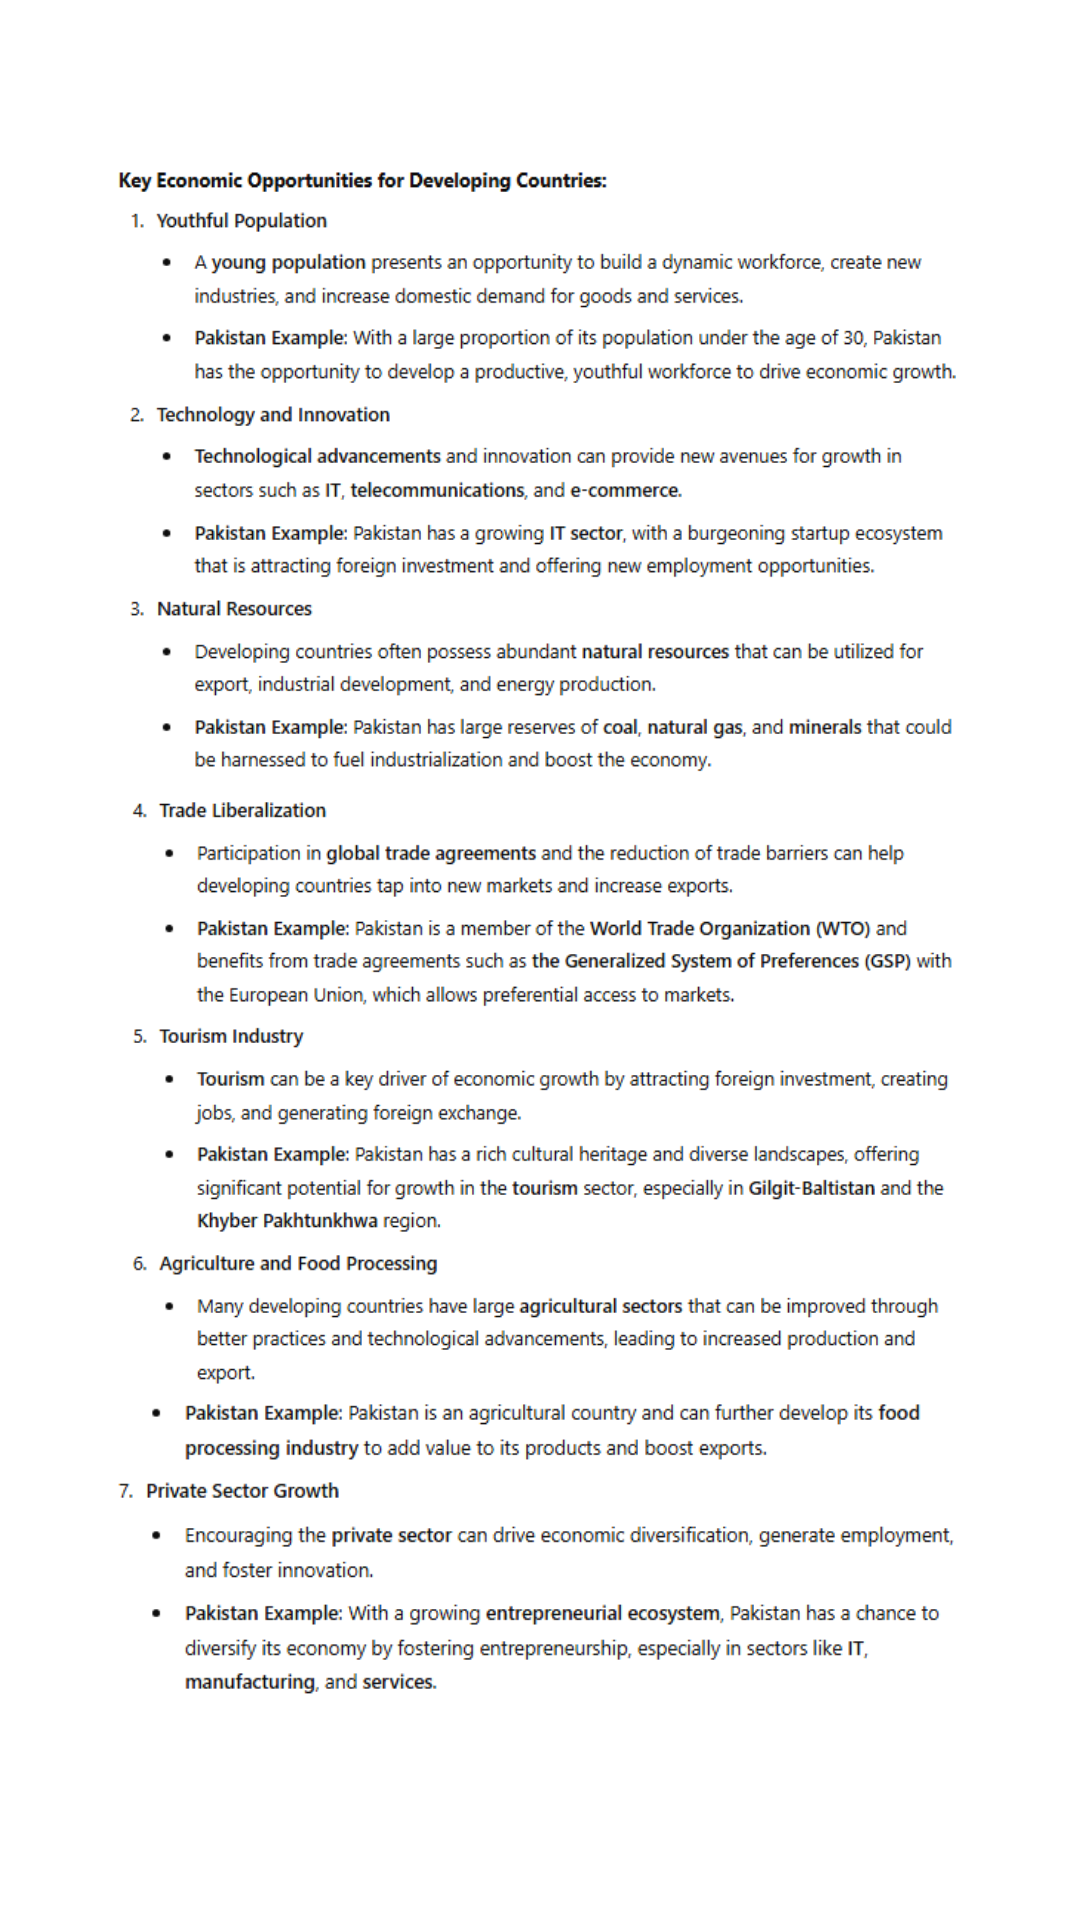 Key Economic Opportunities for Developing Countries:
1. Youthful Population
• A young population presents an opportunity to build a dynamic workforce, create new
industries, and increase domestic demand for goods and services.
• Pakistan Example: With a large proportion of its population under the age of 30, Pakistan
has the opportunity to develop a productive, youthful workforce to drive economic growth.
2. Technology and Innovation
• Technological advancements and innovation can provide new avenues for growth in
sectors such as IT, telecommunications, and e-commerce.
• Pakistan Example: Pakistan has a growing IT sector, with a burgeoning startup ecosystem
that is attracting foreign investment and offering new employment opportunities.
3. Natural Resources
• Developing countries often possess abundant natural resources that can be utilized for
export, industrial development, and energy production.
• Pakistan Example: Pakistan has large reserves of coal, natural gas, and minerals that could
be harnessed to fuel industrialization and boost the economy.
4. Trade Liberalization
• Participation in global trade agreements and the reduction of trade barriers can help
developing countries tap into new markets and increase exports.
• Pakistan Example: Pakistan is a member of the World Trade Organization (WTO) and
benefits from trade agreements such as the Generalized System of Preferences (GSP) with
the European Union, which allows preferential access to markets.
5. Tourism Industry
• Tourism can be a key driver of economic growth by attracting foreign investment, creating
jobs, and generating foreign exchange.
• Pakistan Example: Pakistan has a rich cultural heritage and diverse landscapes, offering
significant potential for growth in the tourism sector, especially in Gilgit-Baltistan and the
Khyber Pakhtunkhwa region.
6. Agriculture and Food Processing
• Many developing countries have large agricultural sectors that can be improved through
better practices and technological advancements, leading to increased production and
export.
• Pakistan Example: Pakistan is an agricultural country and can further develop its food
processing industry to add value to its products and boost exports.
7. Private Sector Growth
• Encouraging the private sector can drive economic diversification, generate employment,
and foster innovation.
• Pakistan Example: With a growing entrepreneurial ecosystem, Pakistan has a chance to
diversify its economy by fostering entrepreneurship, especially in sectors like IT,
manufacturing, and services.